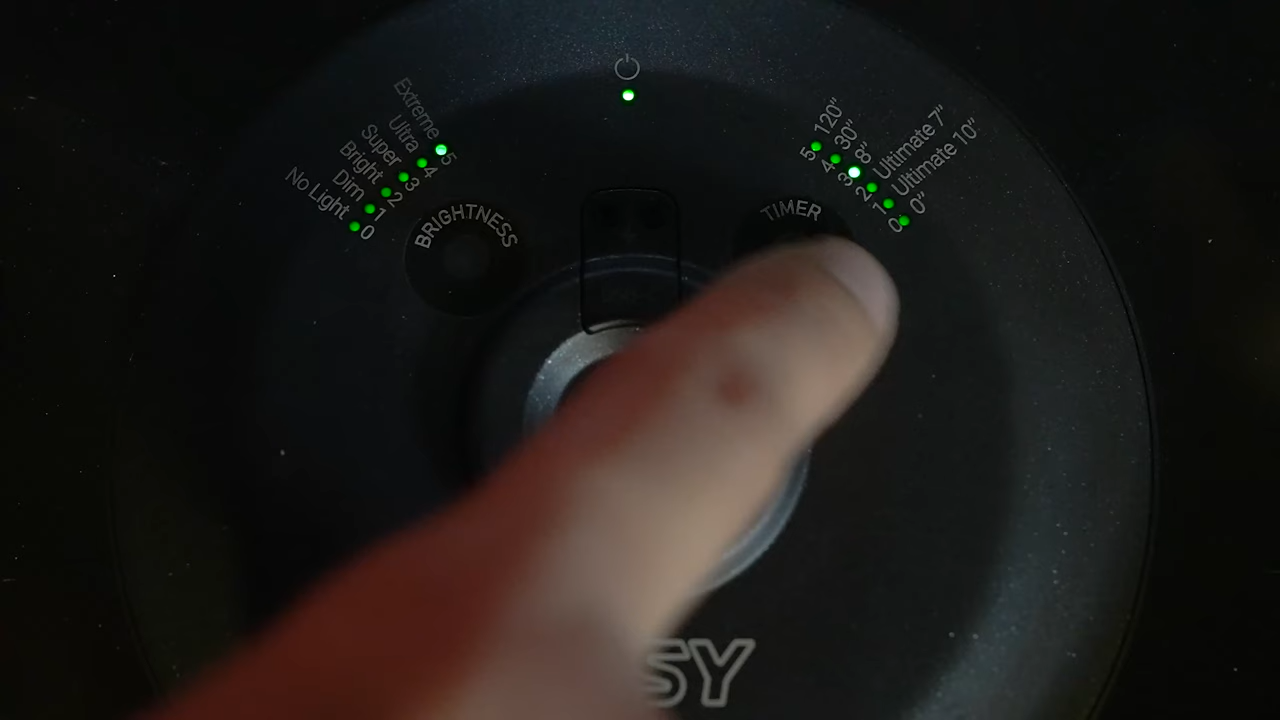 Extreme 5
Ultra 4
Super 3
Bright 2
Dim 1
No Light 0
BRIGHTNESS
TIMER
5 120"
4 30"
3 8"
2 Ultimate 7"
1 Ultimate 10"
0 0"
SY